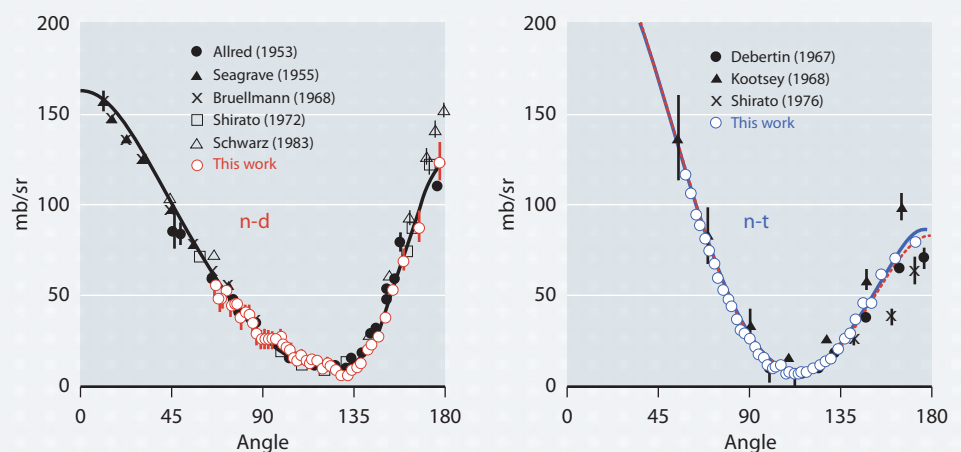 200
150
100
50
0
mb/sr
Allred (1953)
Seagrave (1955)
Bruellmann (1968)
Shirato (1972)
Schwarz (1983)
This work
n-d
0 45 90 135 180
Angle
200
150
100
50
0
mb/sr
Debertin (1967)
Kootsey (1968)
Shirato (1976)
This work
n-t
0 45 90 135 180
Angle